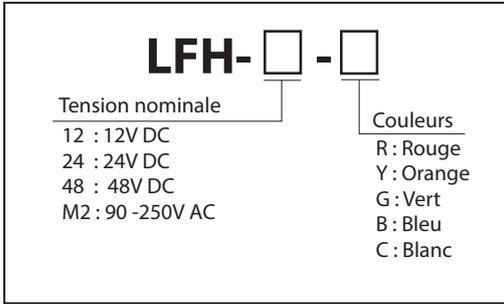 LFH- □ - □
Tension nominale
12 : 12V DC
24 : 24V DC
48 : 48V DC
M2 : 90 -250V AC
Couleurs
R : Rouge
Y : Orange
G : Vert
B : Bleu
C : Blanc